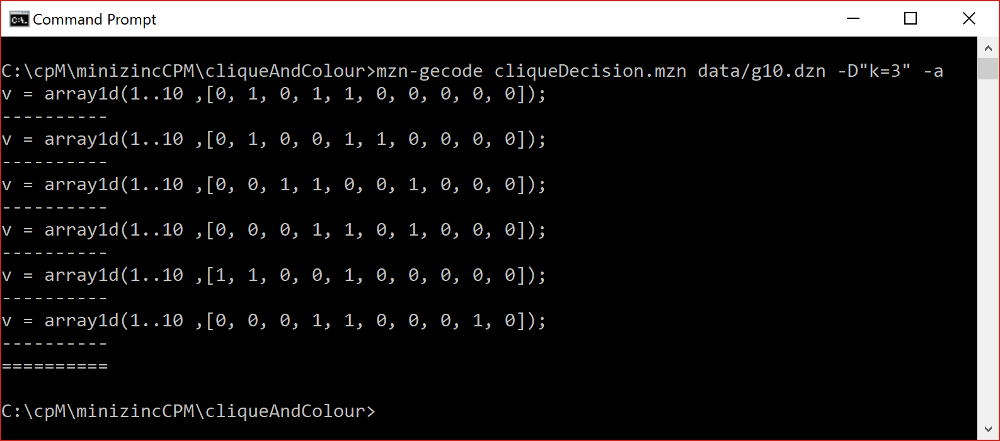 Command Prompt
C:\cpM\minizincCPM\cliqueAndColour>mzn-gecode cliqueDecision.mzn data/g10.dzn -D"k=3" -a
v = array1d(1..10 ,[0, 1, 0, 1, 1, 0, 0, 0, 0, 0]);
----------
v = array1d(1..10 ,[0, 1, 0, 0, 1, 1, 0, 0, 0, 0]);
----------
v = array1d(1..10 ,[0, 0, 1, 1, 0, 0, 1, 0, 0, 0]);
----------
v = array1d(1..10 ,[0, 0, 0, 1, 1, 0, 1, 0, 0, 0]);
----------
v = array1d(1..10 ,[1, 1, 0, 0, 1, 0, 0, 0, 0, 0]);
----------
v = array1d(1..10 ,[0, 0, 0, 1, 1, 0, 0, 0, 1, 0]);
----------
==========
C:\cpM\minizincCPM\cliqueAndColour>